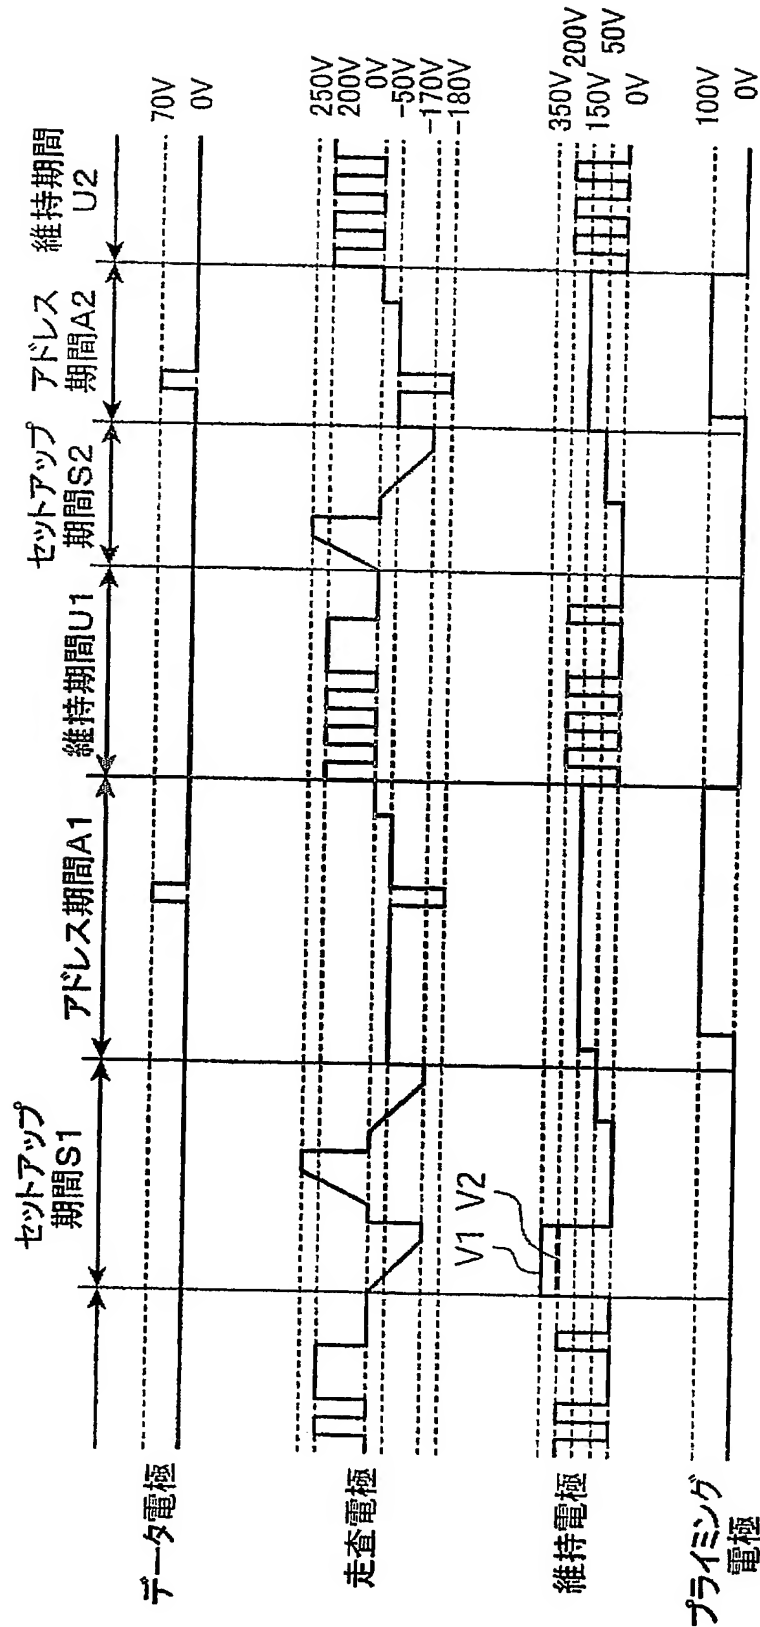 セットアップ
期間S1
アドレス期間A1
維持期間U1
セットアップ
期間S2
アドレス
期間A2
維持期間
U2
データ電極
70V
0V
走査電極
250V
200V
0V
-50V
-170V
-180V
維持電極
V1
V2
350V
200V
150V
50V
0V
プライミング
電極
100V
0V